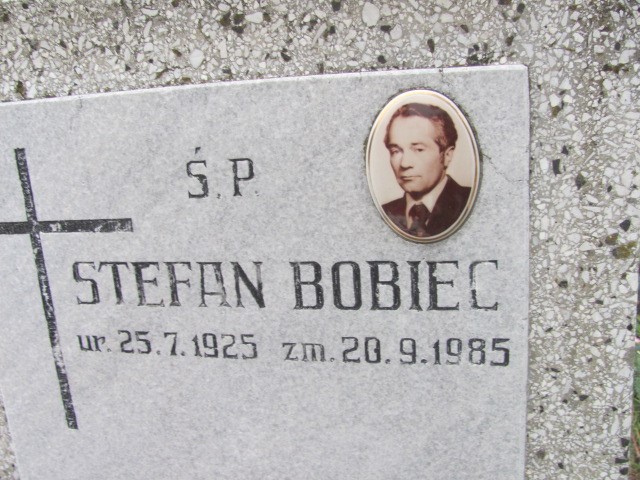 Ś.P.
STEFAN BOBIEC
ur. 25.7.1925 zm. 20.9.1985